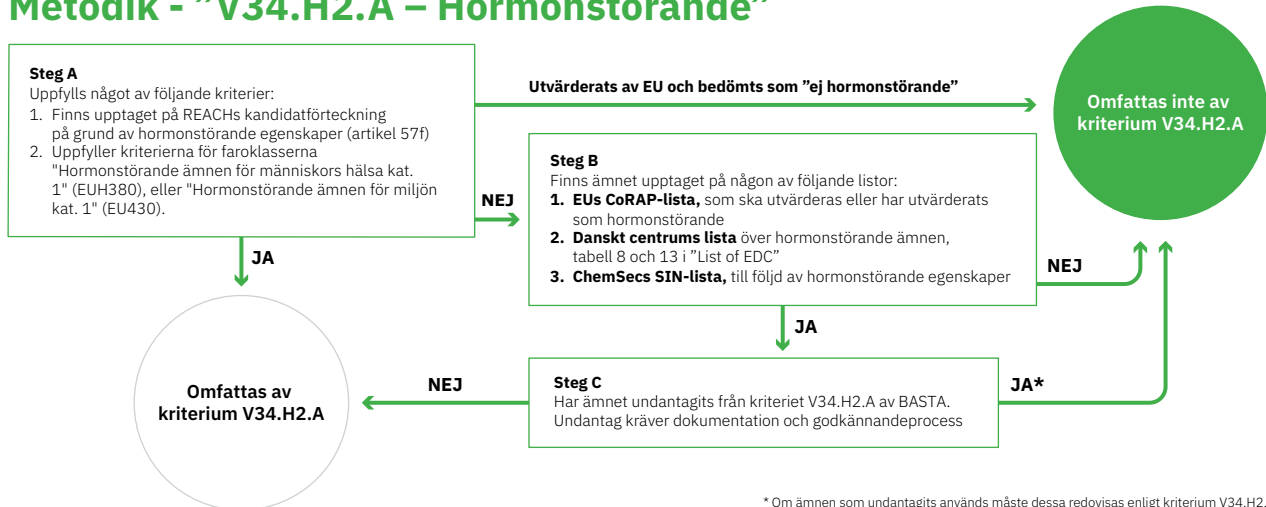 Metodik - "V34.H2.A – Hormonstörande"
Steg A
Uppfylls något av följande kriterier:
1. Finns upptaget på REACHs kandidatförteckning
på grund av hormonstörande egenskaper (artikel 57f)
2. Uppfyller kriterierna för faroklasserna
"Hormonstörande ämnen för människors hälsa kat.
1" (EUH380), eller "Hormonstörande ämnen för miljön
kat. 1" (EU430).
Utvärderats av EU och bedömts som ”ej hormonstörande”
Omfattas inte av
kriterium V34.H2.A
NEJ
Steg B
Finns ämnet upptaget på någon av följande listor:
1. EUs CoRAP-lista, som ska utvärderas eller har utvärderats
som hormonstörande
2. Danskt centrums lista över hormonstörande ämnen,
tabell 8 och 13 i ”List of EDC”
3. ChemSecs SIN-lista, till följd av hormonstörande egenskaper
NEJ
JA
JA
Omfattas av
kriterium V34.H2.A
NEJ
Steg C
Har ämnet undantagits från kriteriet V34.H2.A av BASTA.
Undantag kräver dokumentation och godkännandeprocess
JA*
* Om ämnen som undantagits används måste dessa redovisas enligt kriterium V34.H2.